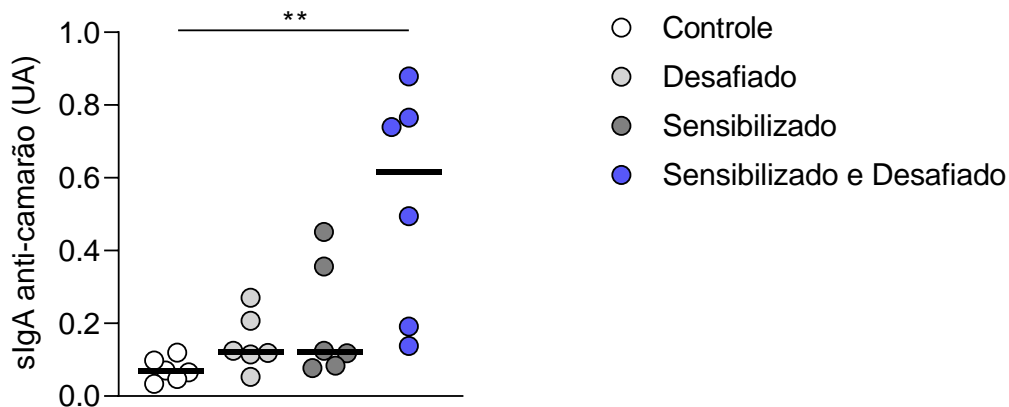 **
1.0
0.8
0.6
0.4
0.2
0.0
sIgA anti-camarão (UA)
Controle
Desafiado
Sensibilizado
Sensibilizado e Desafiado